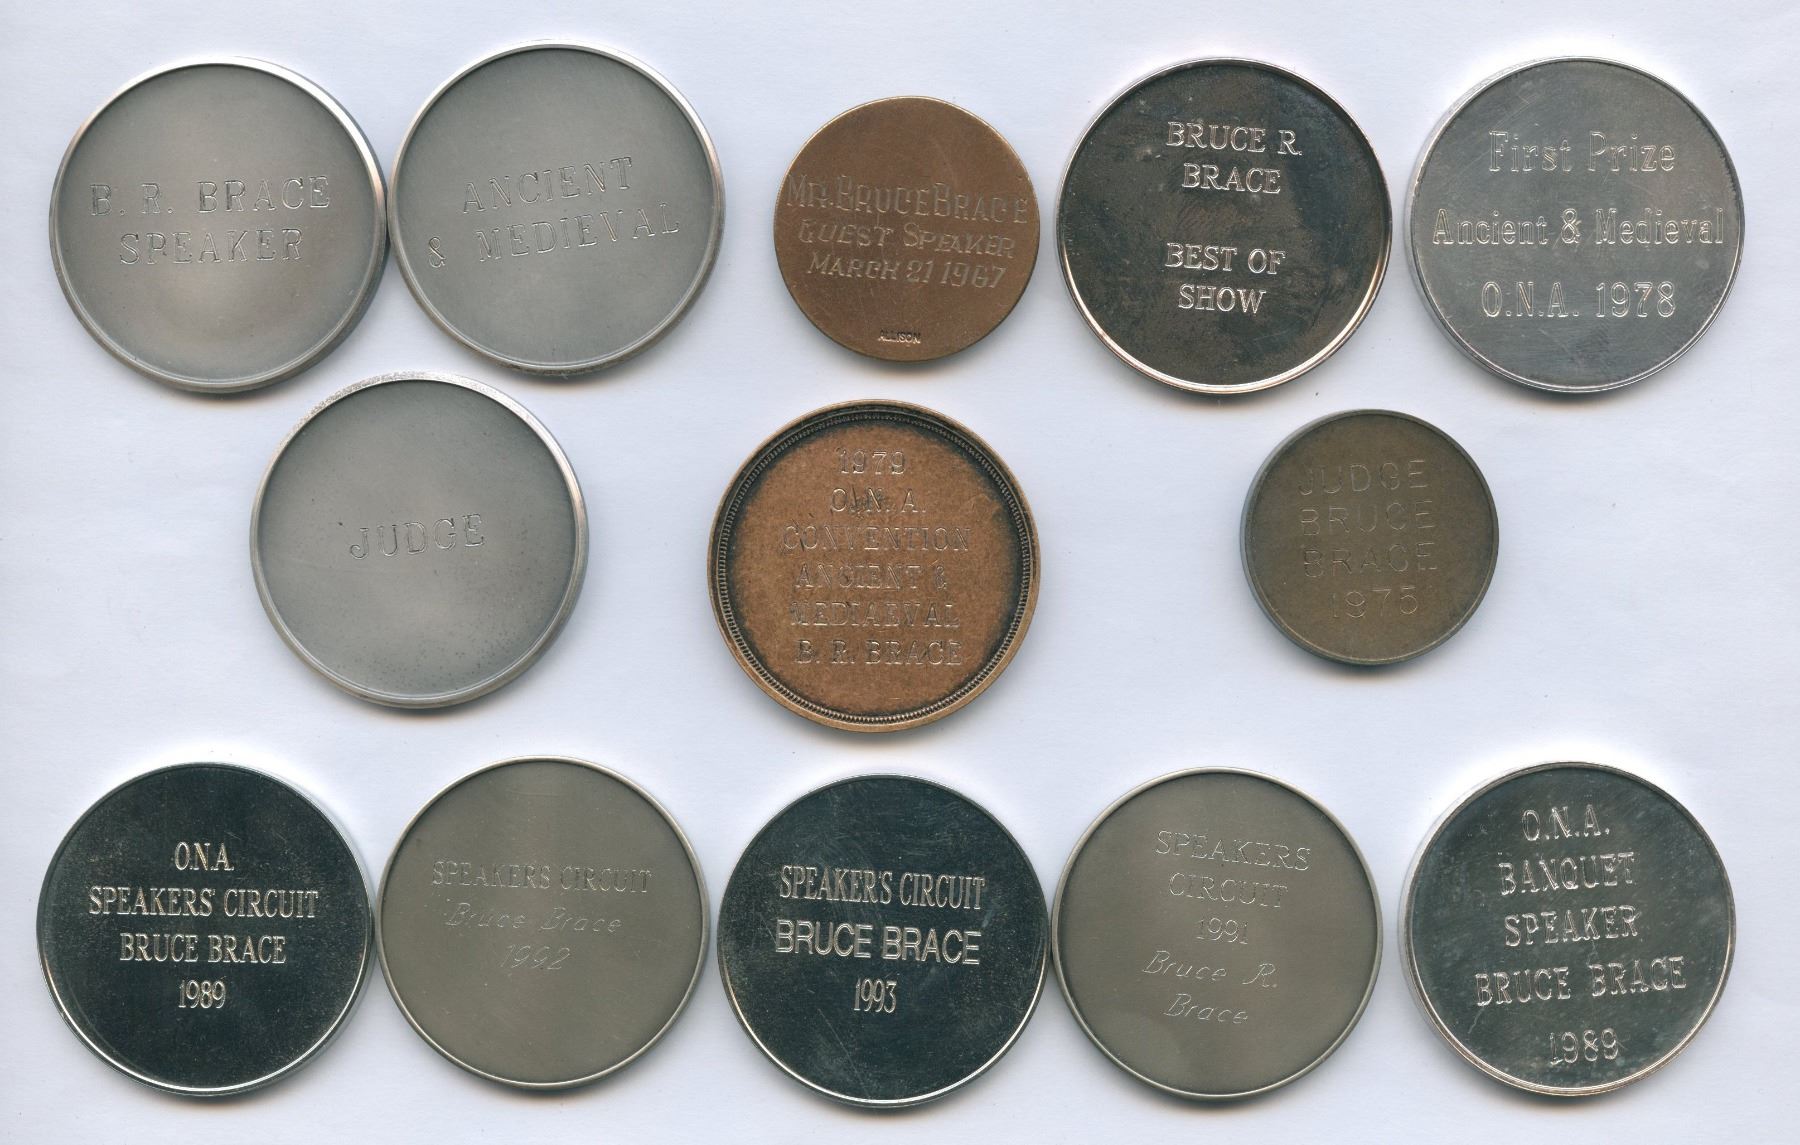 B. R. BRACE
SPEAKER
ANCIENT
& MEDIEVAL
MR. BRUCE BRACE
GUEST SPEAKER
MARCH 21 1967
ALLISON
BRUCE R.
BRACE
BEST OF
SHOW
First Prize
Ancient & Medieval
O.N.A. 1978
JUDGE
1979
O. N. A.
CONVENTION
ANCIENT &
MEDIAEVAL
B. R. BRACE
JUDGE
BRUCE
BRACE
1975
O.N.A.
SPEAKERS' CIRCUIT
BRUCE BRACE
1989
SPEAKERS CIRCUIT
Bruce Brace
1992
SPEAKER'S CIRCUIT
BRUCE BRACE
1993
SPEAKERS
CIRCUIT
1991
Bruce R.
Brace
O.N.A.
BANQUET
SPEAKER
BRUCE BRACE
1989